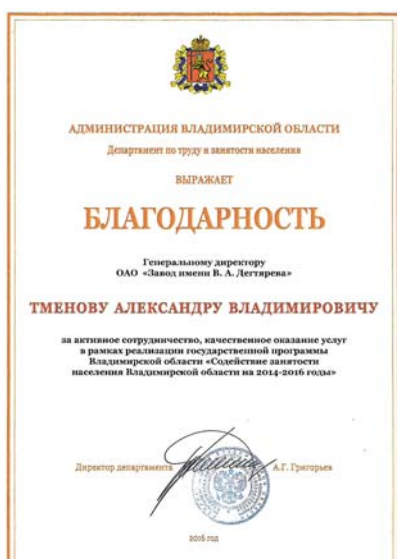 АДМИНИСТРАЦИЯ ВЛАДИМИРСКОЙ ОБЛАСТИ
Департамент по труду и занятости населения
ВЫРАЖАЕТ
БЛАГОДАРНОСТЬ
Генеральному директору
ОАО «Завод имени В. А. Дегтярева»
ТМЕНОВУ АЛЕКСАНДРУ ВЛАДИМИРОВИЧУ
за активное сотрудничество, качественное оказание услуг
в рамках реализации государственной программы
Владимирской области «Содействие занятости
населения Владимирской области на 2014-2016 годы»
Директор департамента А.Г. Григорьев
2016 год